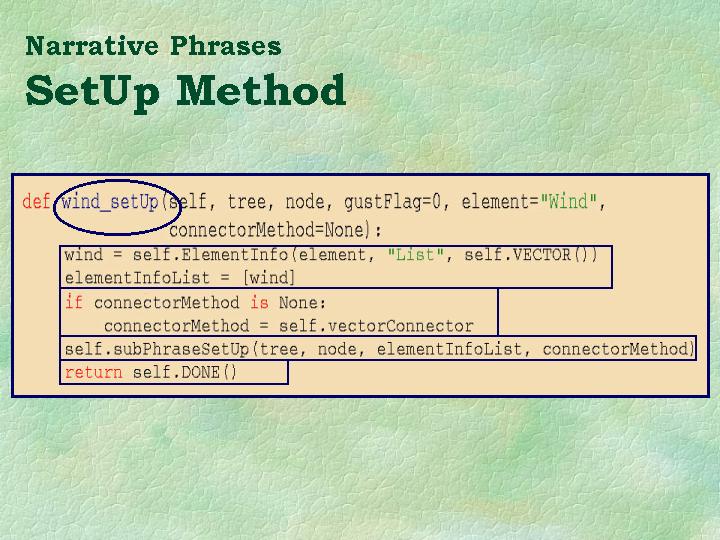 Narrative Phrases
SetUp Method
def wind_setUp(self, tree, node, gustFlag=0, element="Wind",
connectorMethod=None):
wind = self.ElementInfo(element, "List", self.VECTOR())
elementInfoList = [wind]
if connectorMethod is None:
connectorMethod = self.vectorConnector
self.subPhraseSetUp(tree, node, elementInfoList, connectorMethod)
return self.DONE()